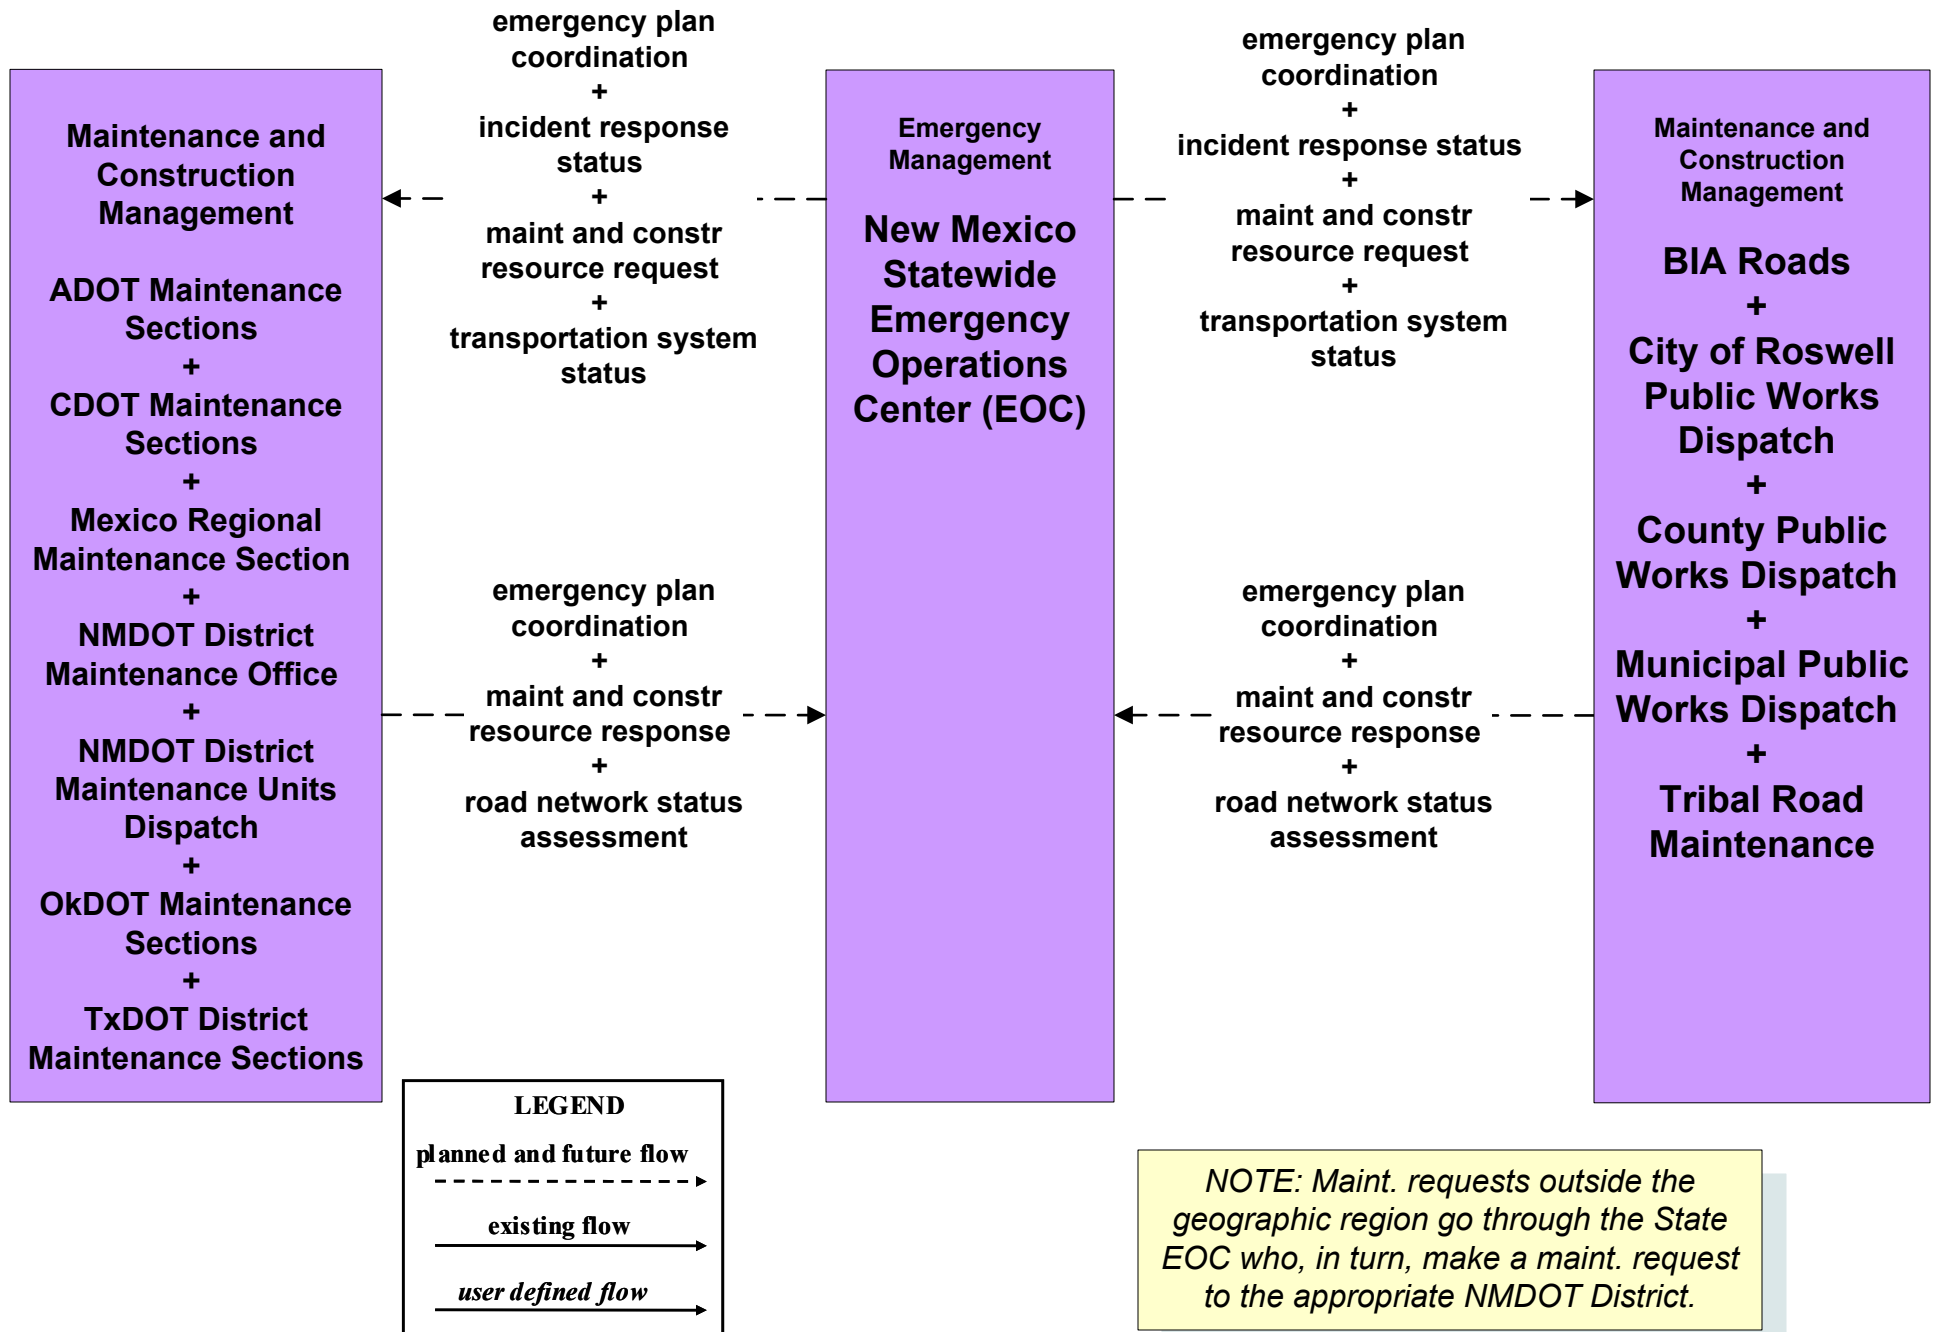 Maintenance and
Construction
Management
ADOT Maintenance
Sections
+
CDOT Maintenance
Sections
+
Mexico Regional
Maintenance Section
+
NMDOT District
Maintenance Office
+
NMDOT District
Maintenance Units
Dispatch
+
OkDOT Maintenance
Sections
+
TxDOT District
Maintenance Sections
emergency plan
coordination
+
incident response
status
+
maint and constr
resource request
+
transportation system
status
emergency plan
coordination
+
maint and constr
resource response
+
road network status
assessment
Emergency
Management
New Mexico
Statewide
Emergency
Operations
Center (EOC)
emergency plan
coordination
+
incident response status
+
maint and constr
resource request
+
transportation system
status
emergency plan
coordination
+
maint and constr
resource response
+
road network status
assessment
Maintenance and
Construction
Management
BIA Roads
+
City of Roswell
Public Works
Dispatch
+
County Public
Works Dispatch
+
Municipal Public
Works Dispatch
+
Tribal Road
Maintenance
LEGEND
planned and future flow
existing flow
user defined flow
NOTE: Maint. requests outside the
geographic region go through the State
EOC who, in turn, make a maint. request
to the appropriate NMDOT District.